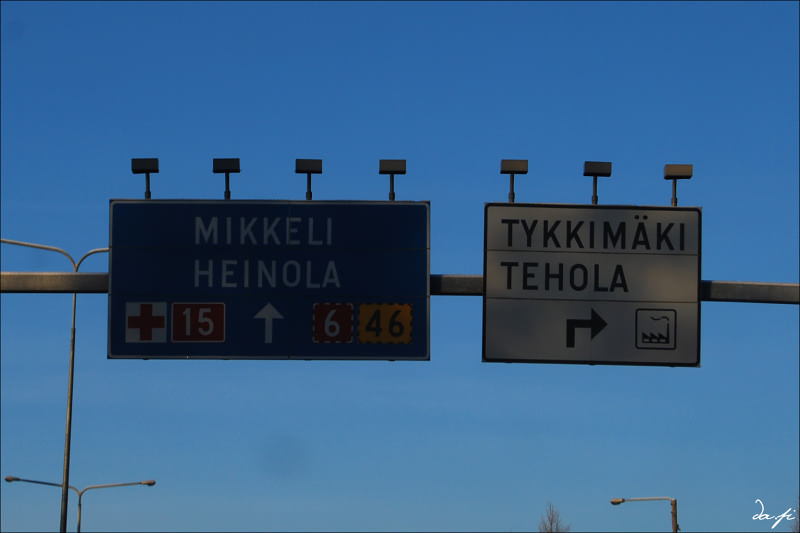 MIKKELI
HEINOLA
15 6 46
TYKKIMÄKI
TEHOLA
da.fi